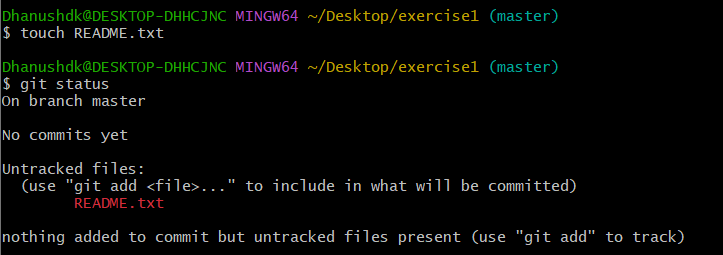 Dhanushdk@DESKTOP-DHHCJNC MINGW64 ~/Desktop/exercise1 (master)
$ touch README.txt
Dhanushdk@DESKTOP-DHHCJNC MINGW64 ~/Desktop/exercise1 (master)
$ git status
On branch master
No commits yet
Untracked files:
  (use "git add <file>..." to include in what will be committed)
        README.txt
nothing added to commit but untracked files present (use "git add" to track)